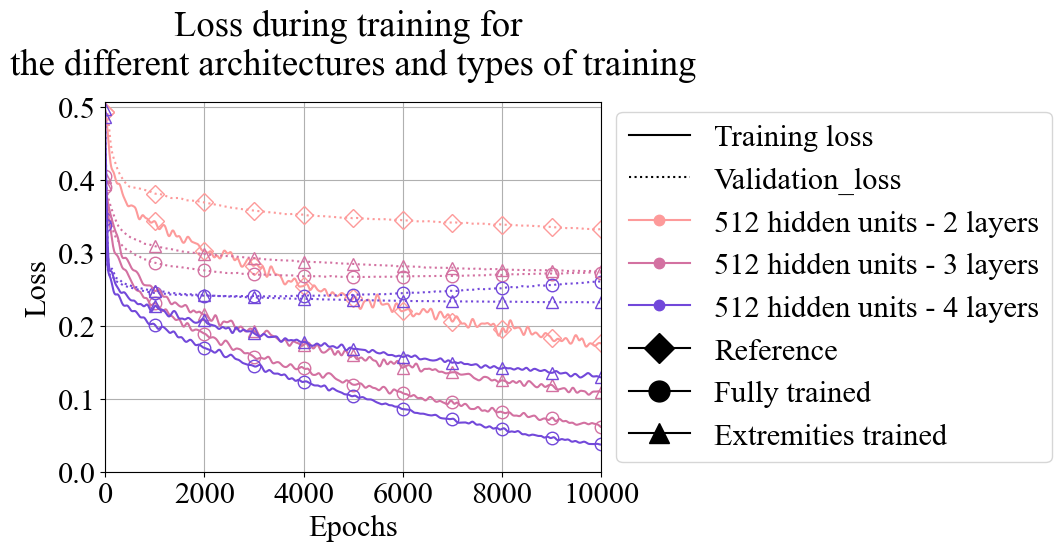 Loss during training for
the different architectures and types of training
0.5
0.4
0.3
0.2
0.1
0.0
Loss
0 2000 4000 6000 8000 10000
Epochs
Training loss
Validation_loss
512 hidden units - 2 layers
512 hidden units - 3 layers
512 hidden units - 4 layers
Reference
Fully trained
Extremities trained